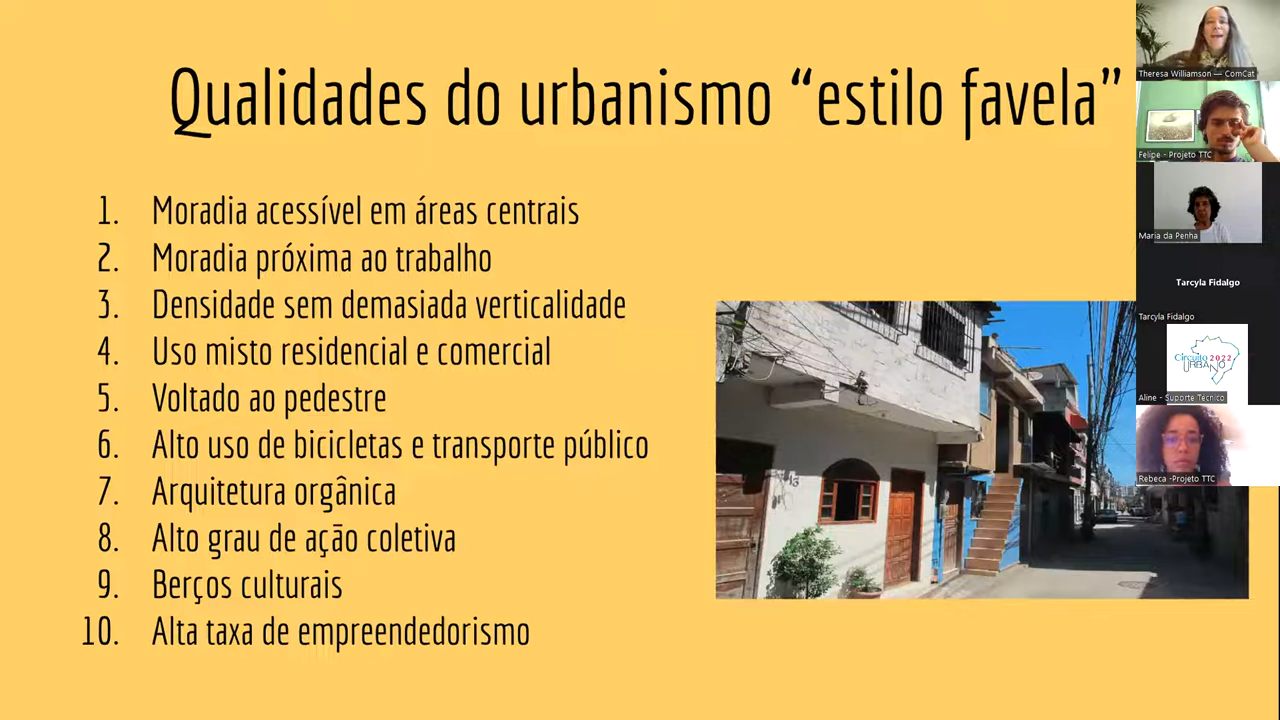 Qualidades do urbanismo “estilo favela”
1. Moradia acessível em áreas centrais
2. Moradia próxima ao trabalho
3. Densidade sem demasiada verticalidade
4. Uso misto residencial e comercial
5. Voltado ao pedestre
6. Alto uso de bicicletas e transporte público
7. Arquitetura orgânica
8. Alto grau de ação coletiva
9. Berços culturais
10. Alta taxa de empreendedorismo
Theresa Williamson — ComCat
Felipe - Projeto TTC
Maria da Penha
Tarcyla Fidalgo
Tarcyla Fidalgo
Circuito 2022
URBANO
Aline - Suporte Técnico
Rebeca -Projeto TTC